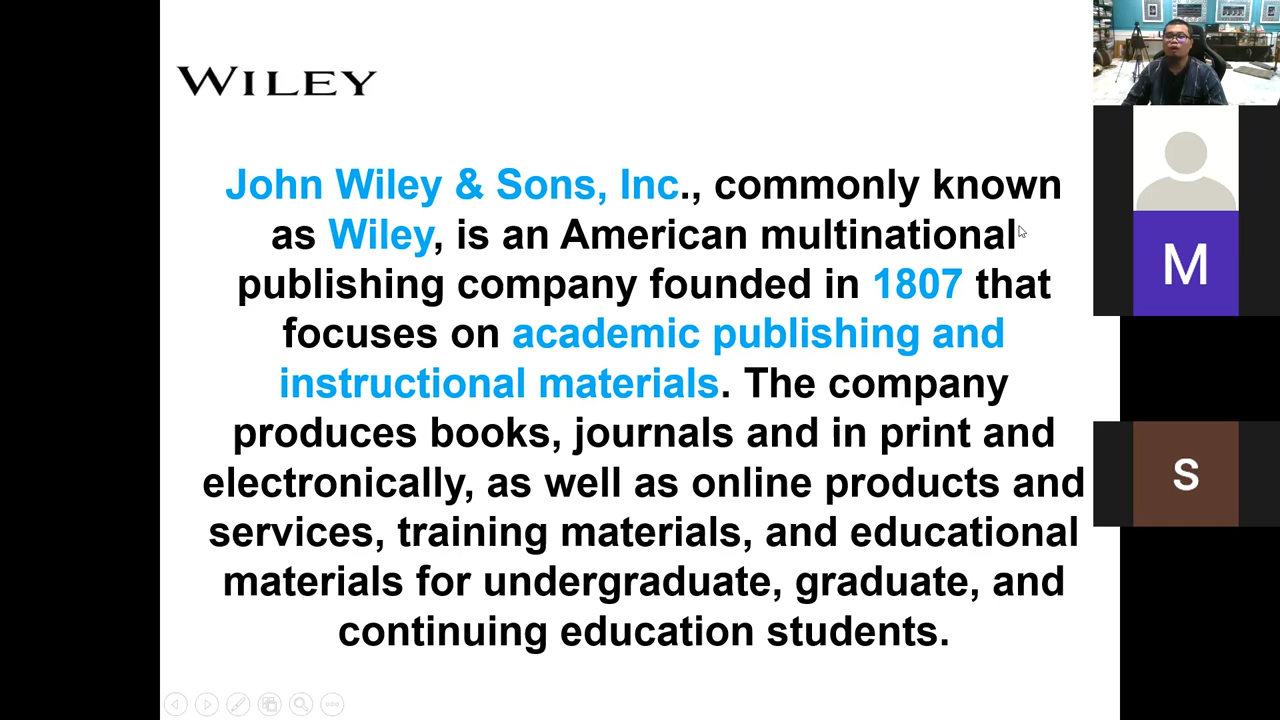 WILEY
John Wiley & Sons, Inc., commonly known
as Wiley, is an American multinational
publishing company founded in 1807 that
focuses on academic publishing and
instructional materials. The company
produces books, journals and in print and
electronically, as well as online products and
services, training materials, and educational
materials for undergraduate, graduate, and
continuing education students.
M
S